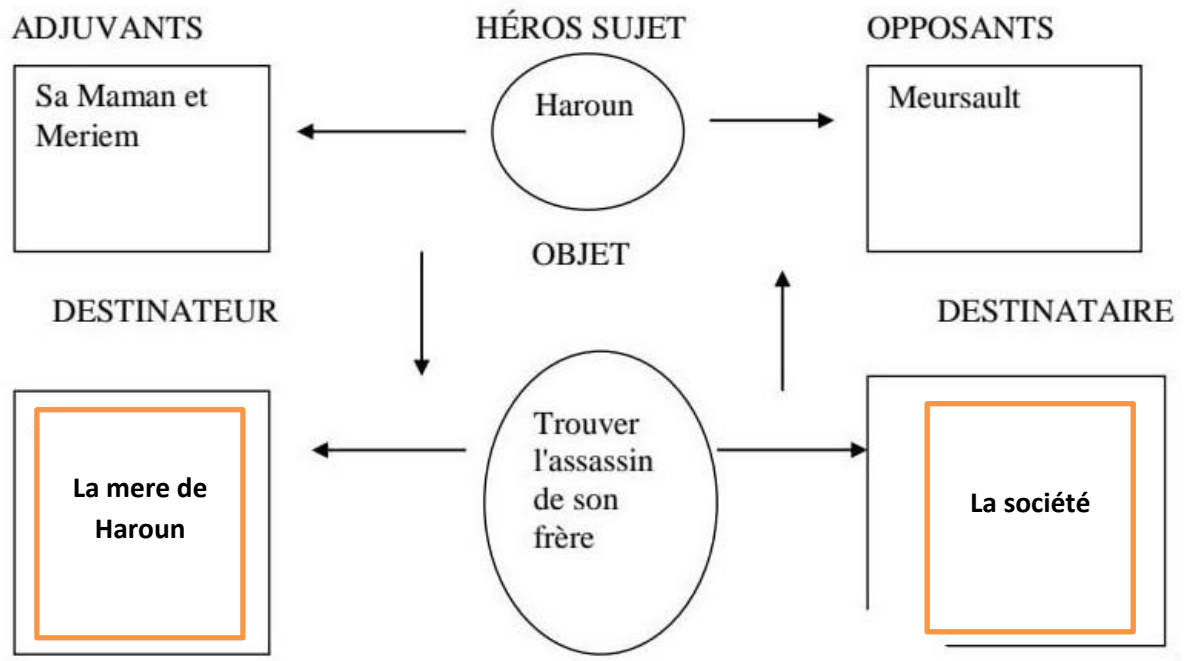 ADJUVANTS
HÉROS SUJET
OPPOSANTS
Sa Maman et
Meriem
Haroun
Meursault
OBJET
DESTINATEUR
DESTINATAIRE
La mere de
Haroun
Trouver
l'assassin
de son
frère
La société